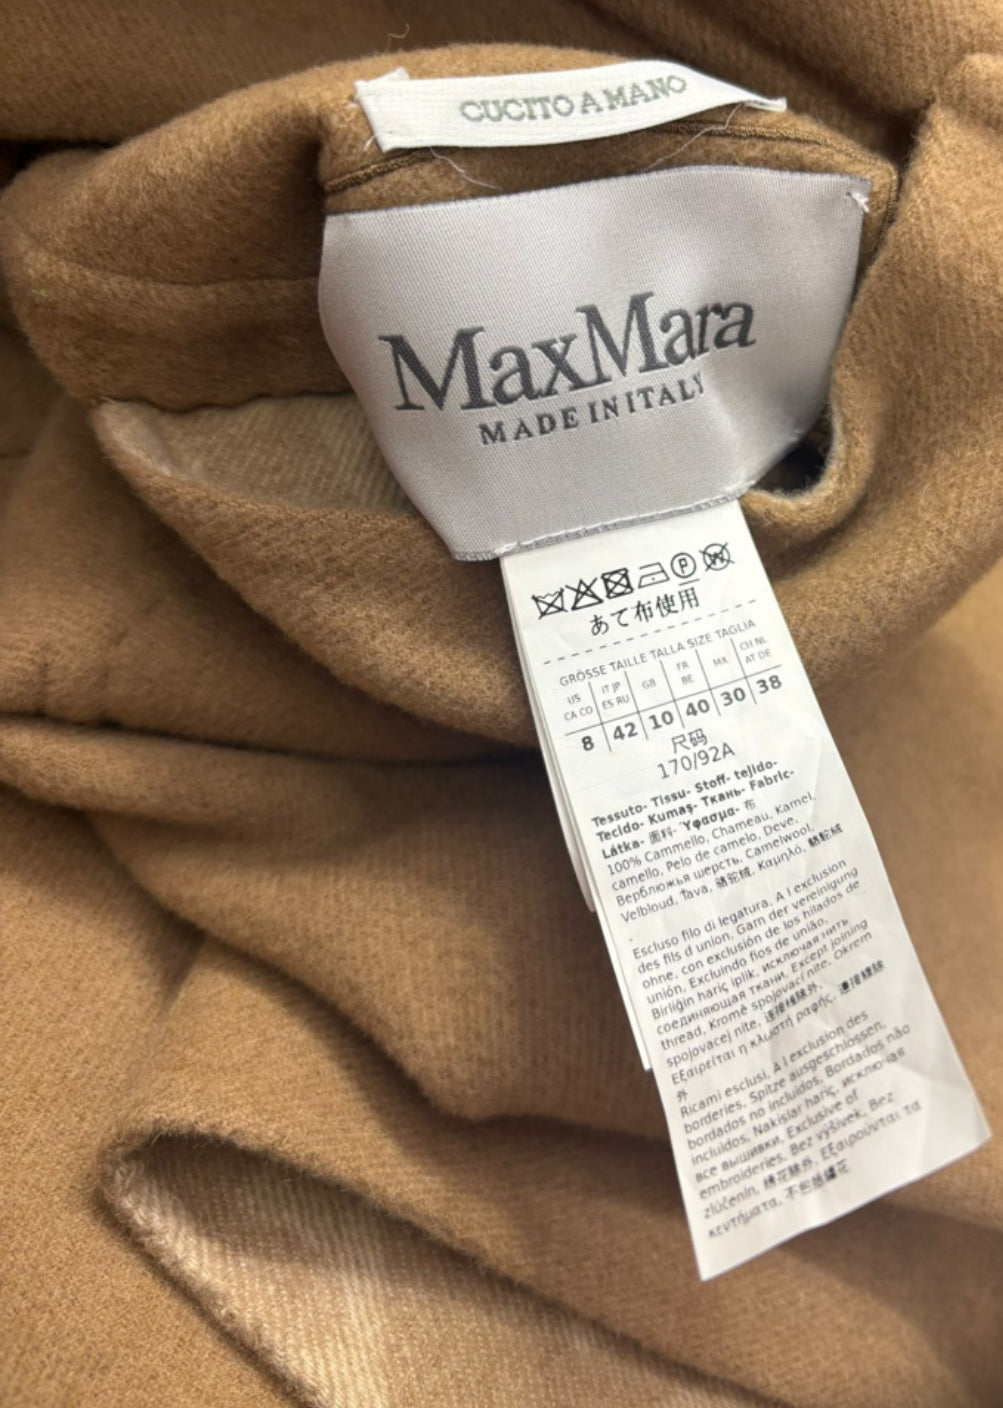 CUCITO A MANO
MaxMara
MADE IN ITALY
P W
あて布使用
GRÖSSE TAILLE TALLA SIZE TAGLIA
US CA CO IT JP ES RU GB FR BE MX CH NL AT DE
8 42 10 40 30 38
尺码
170/92A
Tessuto- Tissu- Stoff- tejido-
Tecido- Kumaş- Ткань- Fabric-
Látka- 面料- Ύφασμα- 布
100% Cammello, Chameau, Kamel,
camello, Pelo de camelo, Deve,
Верблюжья шерсть, Camelwool,
Velbloud, Ťava, 骆驼绒, Καμηλό, 駱駝絨
.
Escluso filo di legatura, A l exclusion
des fils d union, Garn der vereinigung
ohne, con exclusión de los hilados de
unión, Excluindo fios de união,
Birliğin hariç iplik, исключая нить
соединяющая ткани, Except joining
thread, Kromě spojovací nite, Okrem
spojovacej nite, 连接线除外,
Εξαιρείται η κλωστή ραφής, 連接線除
外
Ricami esclusi, A l exclusion des
borderies, Spitze ausgeschlossen,
bordados no incluidos, Bordados não
incluidos, Nakislar hariç, исключая
все вышивки, Exclusive of
embroideries, Bez výšivek, Bez
zlúčenin, 绣花除外, Εξαιρούνται τα
κεντήματα, 不包括繡花